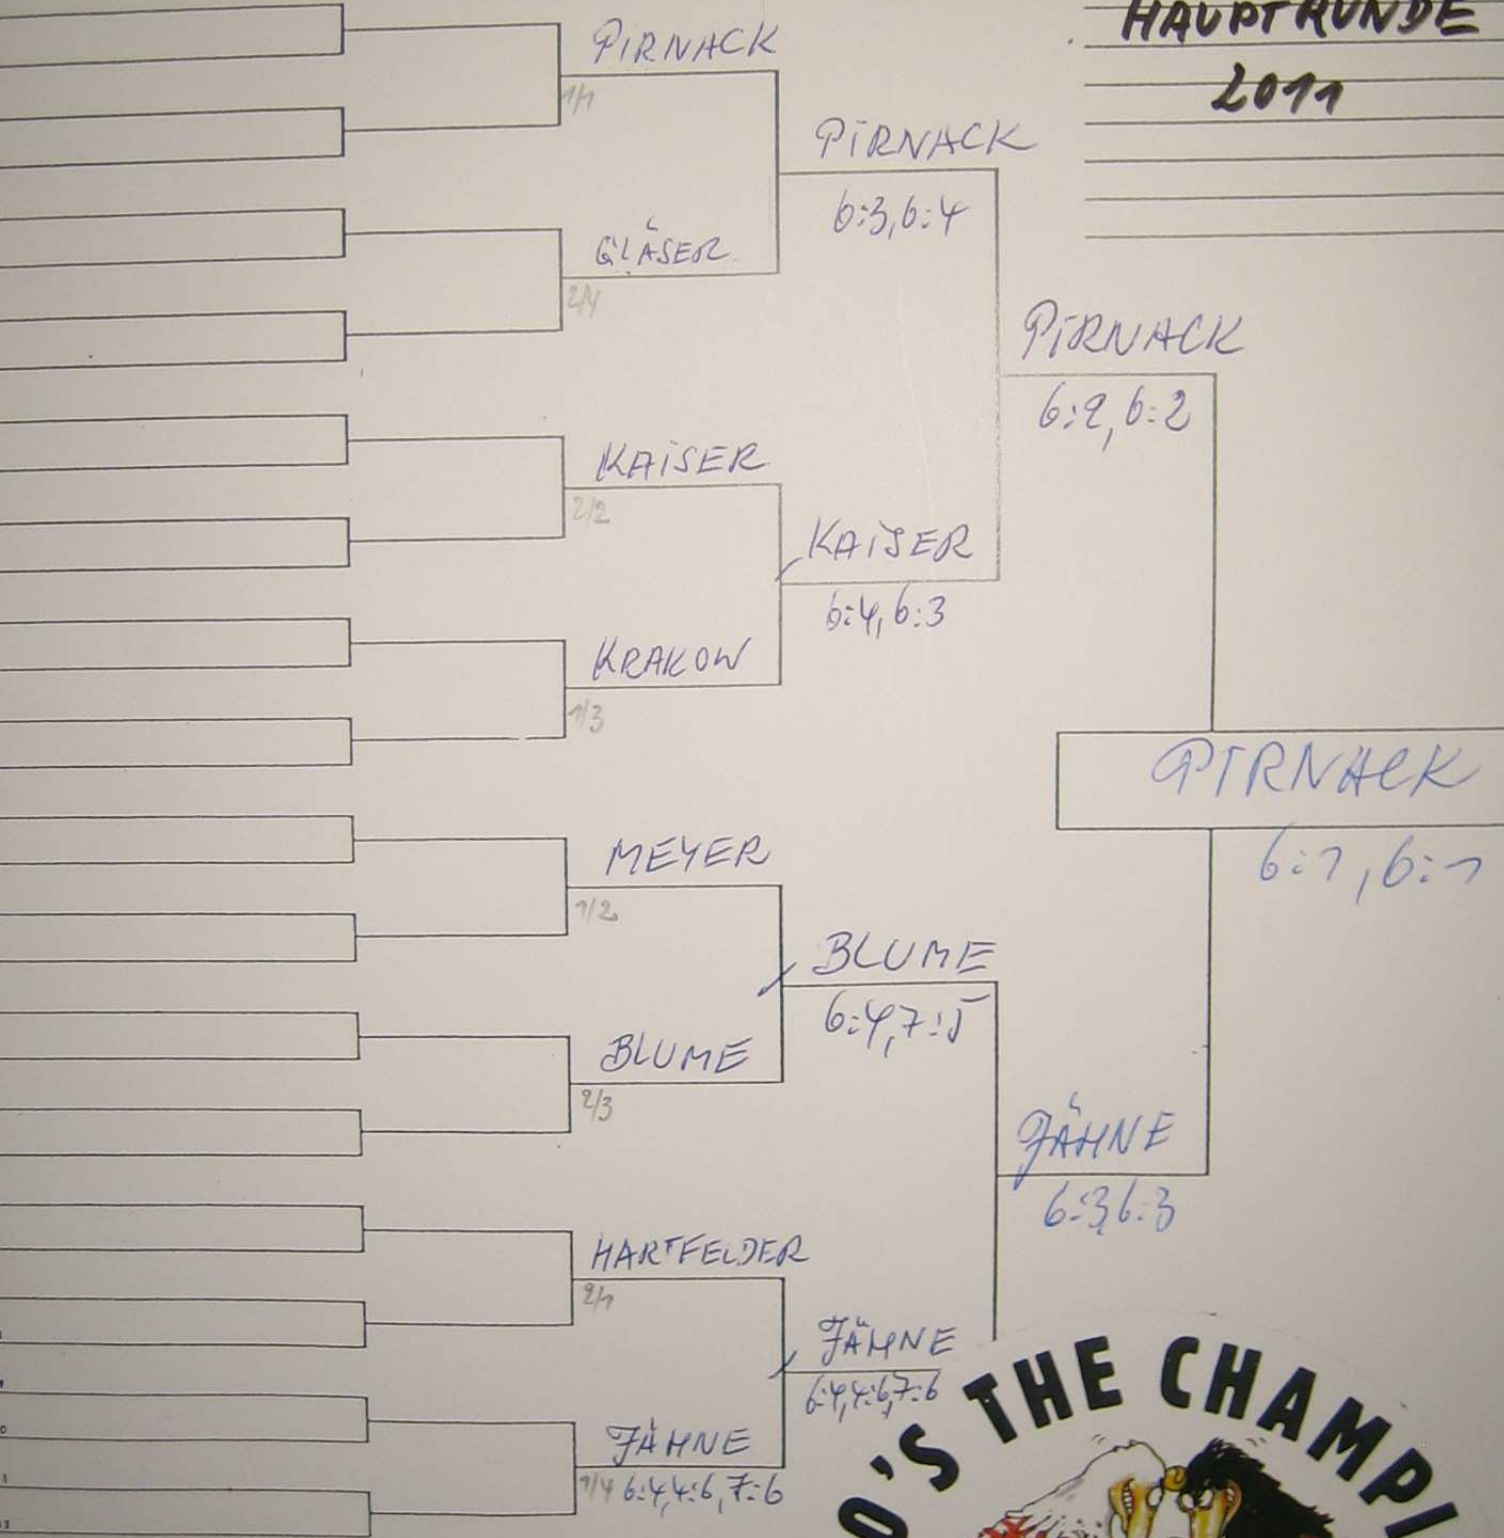 HAUPTRUNDE
2011
PIRNACK
1/1
PIRNACK
6:3, 6:4
GLÄSER
2/4
PIRNACK
6:2, 6:2
KAISER
2/2
KAISER
6:4, 6:3
KRAKOW
1/3
PIRNACK
6:1, 6:1
MEYER
1/2
BLUME
6:4, 7:5
BLUME
2/3
JÄHNE
6:3, 6:3
HARTFELDER
2/1
JÄHNE
6:4, 4:6, 7:6
JÄHNE
1/4 6:4, 4:6, 7:6
O'S THE CHAMPI